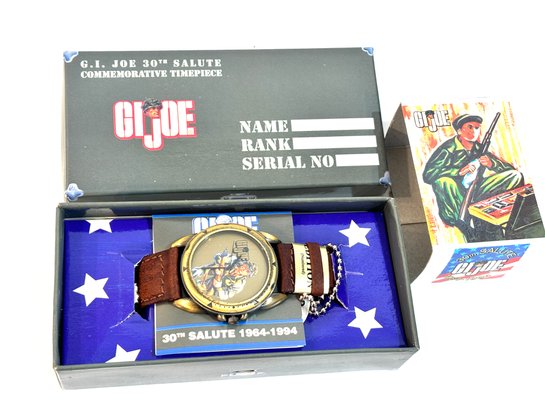 G.I. JOE 30TH SALUTE
COMMEMORATIVE TIMEPIECE
GI JOE
NAME
RANK
SERIAL NO
GI JOE
30TH SALUTE
GI JOE
GI JOE
30TH SALUTE 1964-1994